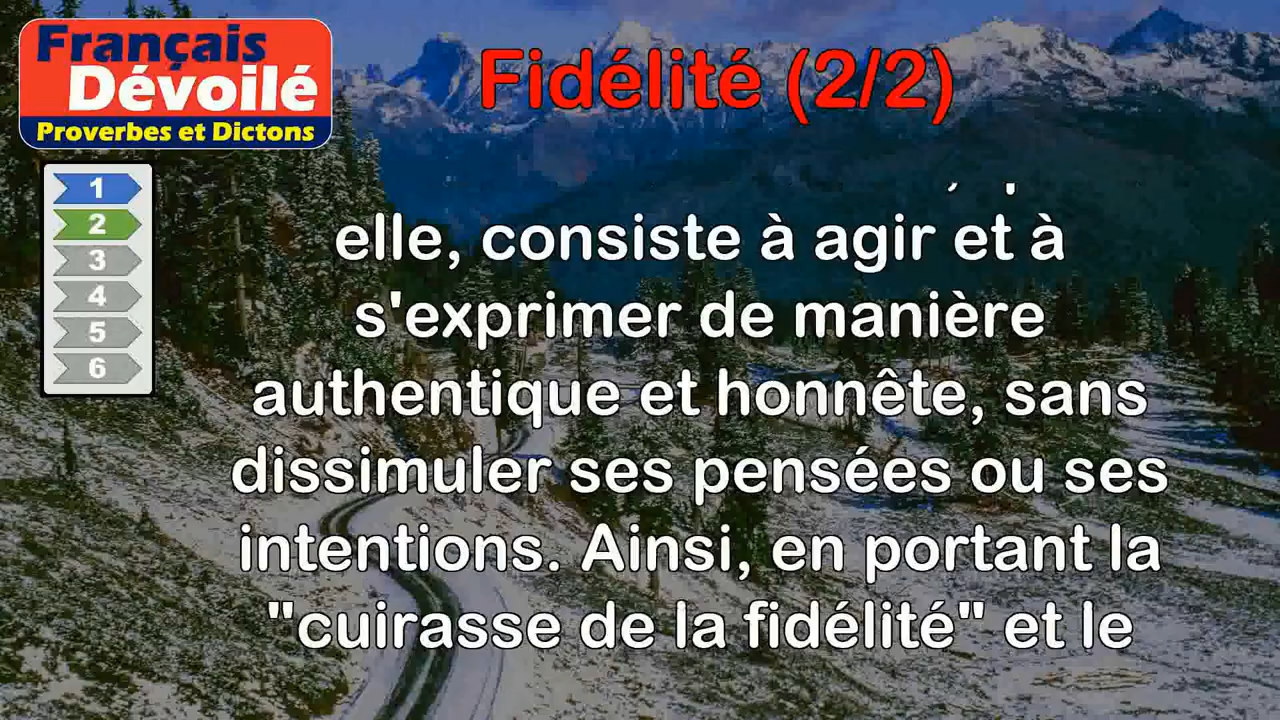 Français
Dévoilé
Proverbes et Dictons
Fidélité (2/2)
1
2
3
4
5
6
elle, consiste à agir et à
s'exprimer de manière
authentique et honnête, sans
dissimuler ses pensées ou ses
intentions. Ainsi, en portant la
"cuirasse de la fidélité" et le